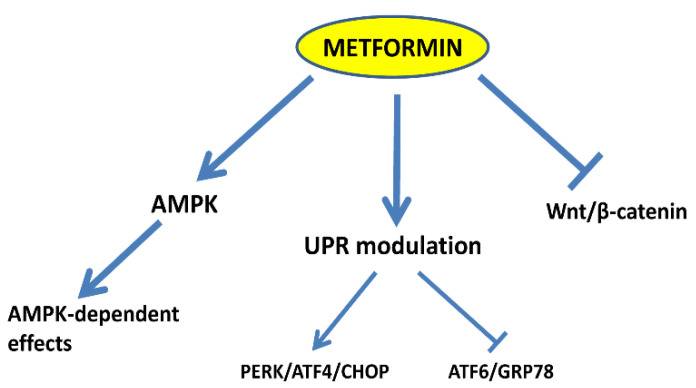 METFORMIN
AMPK
Wnt/β-catenin
UPR modulation
AMPK-dependent
effects
PERK/ATF4/CHOP
ATF6/GRP78